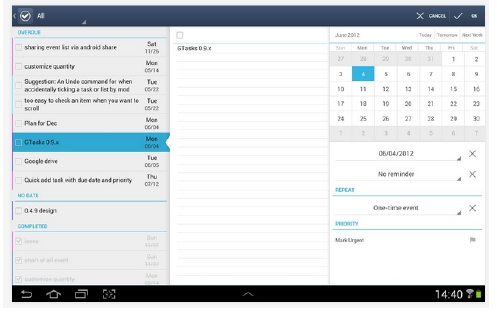 All
CANCEL
OVERDUE
sharing event list via android share
Sat
11/26
customize quantity
Mon
05/14
Suggestion: An Undo command for when
accidentally ticking a task or list by mod
Tue
05/22
too easy to check an item when you want to
scroll
Tue
05/22
Plan for Dec
Mon
06/04
GTasks 0.9.x
Mon
06/04
Google drive
Tue
06/05
Quick add task with due date and priority
Thu
07/12
NO DATE
0.4.9 design
COMPLETED
customize quantity
Mon
GTasks 0.9.x
June 2012
Today Tomorrow Next Week
Sun Mon Tue Wed Thu Fri Sat
27 28 29 30 31 1 2
3 4 5 6 7 8 9
10 11 12 13 14 15 16
17 18 19 20 21 22 23
24 25 26 27 28 29 30
1 2 3 4 5 6 7
06/04/2012
No reminder
REPEAT
One-time event
PRIORITY
Mark Urgent
14:40